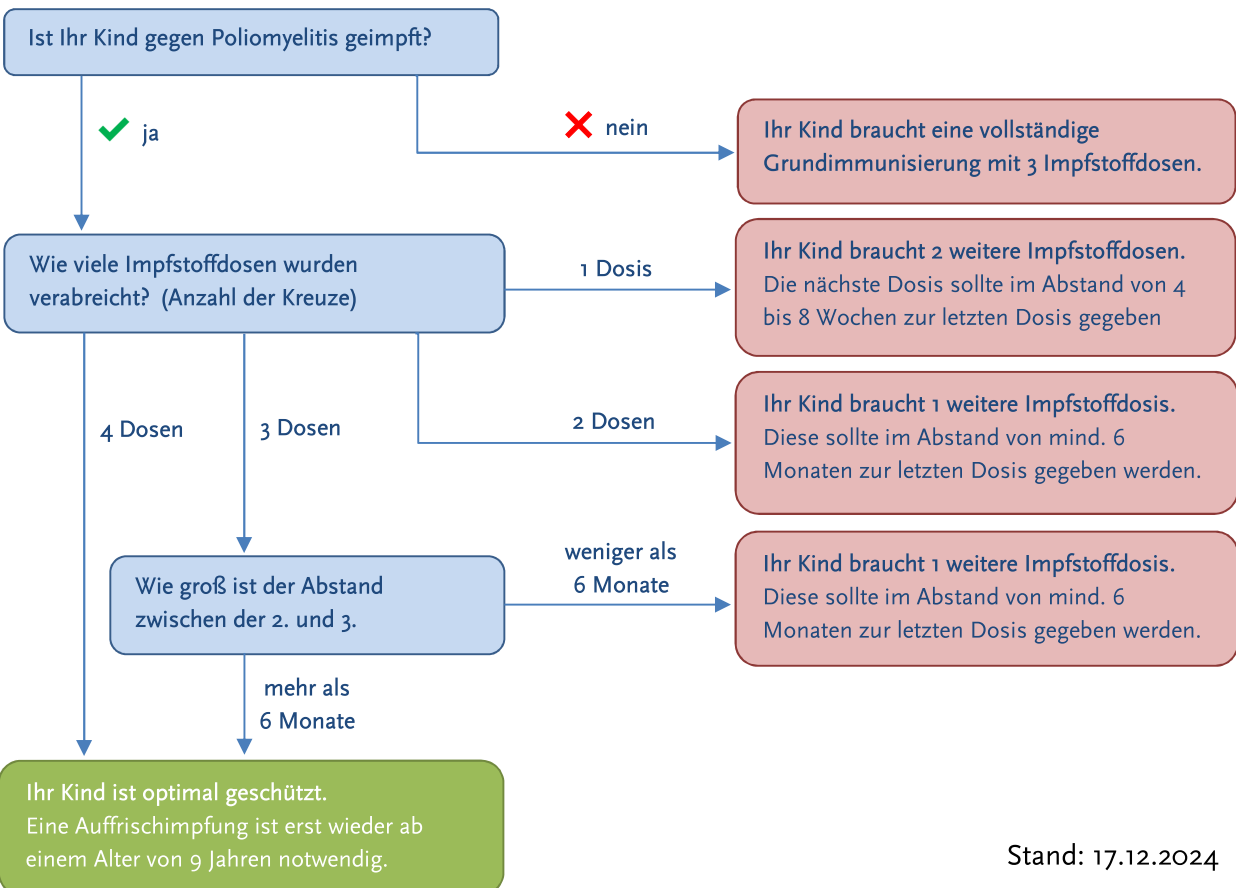 Ist Ihr Kind gegen Poliomyelitis geimpft?
ja
nein
Ihr Kind braucht eine vollständige
Grundimmunisierung mit 3 Impfstoffdosen.
Wie viele Impfstoffdosen wurden
verabreicht? (Anzahl der Kreuze)
1 Dosis
Ihr Kind braucht 2 weitere Impfstoffdosen.
Die nächste Dosis sollte im Abstand von 4
bis 8 Wochen zur letzten Dosis gegeben
4 Dosen
3 Dosen
2 Dosen
Ihr Kind braucht 1 weitere Impfstoffdosis.
Diese sollte im Abstand von mind. 6
Monaten zur letzten Dosis gegeben werden.
Wie groß ist der Abstand
zwischen der 2. und 3.
weniger als
6 Monate
Ihr Kind braucht 1 weitere Impfstoffdosis.
Diese sollte im Abstand von mind. 6
Monaten zur letzten Dosis gegeben werden.
mehr als
6 Monate
Ihr Kind ist optimal geschützt.
Eine Auffrischimpfung ist erst wieder ab
einem Alter von 9 Jahren notwendig.
Stand: 17.12.2024